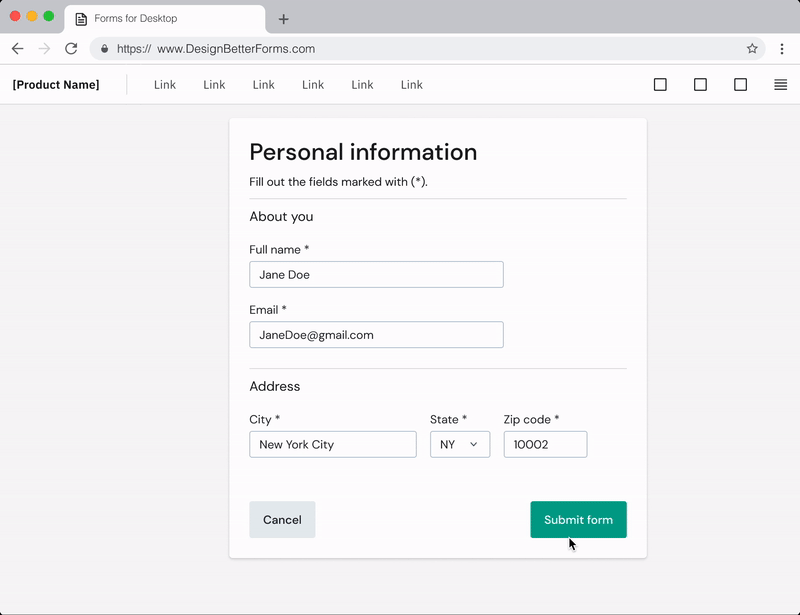 Forms for Desktop
https:// www.DesignBetterForms.com
[Product Name] Link Link Link Link Link Link
Personal information
Fill out the fields marked with (*).
About you
Full name *
Jane Doe
Email *
JaneDoe@gmail.com
Address
City * State * Zip code *
New York City NY 10002
Cancel Submit form